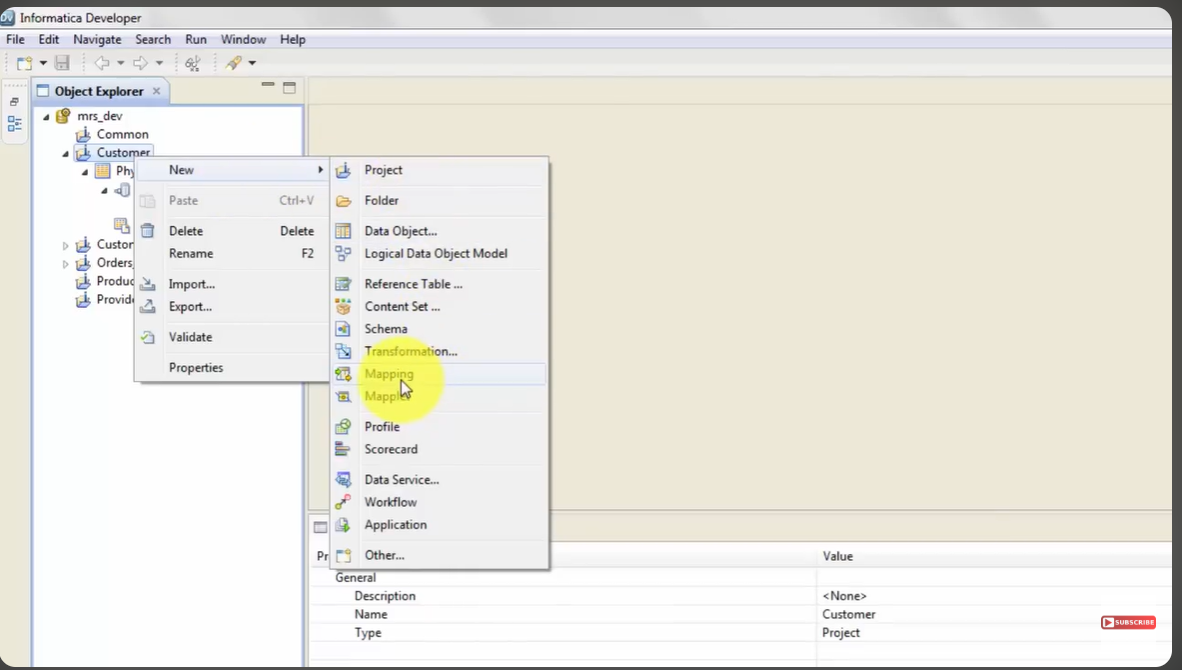 Informatica Developer
File Edit Navigate Search Run Window Help
Object Explorer
mrs_dev
Common
Customer
New
Project
Folder
Paste Ctrl+V
Delete Delete
Data Object...
Rename F2
Logical Data Object Model
Import...
Reference Table ...
Export...
Content Set ...
Schema
Validate
Transformation...
Properties
Mapping
Profile
Scorecard
Data Service...
Workflow
Application
Other...
Value
General
Description <None>
Name Customer
Type Project
SUBSCRIBE